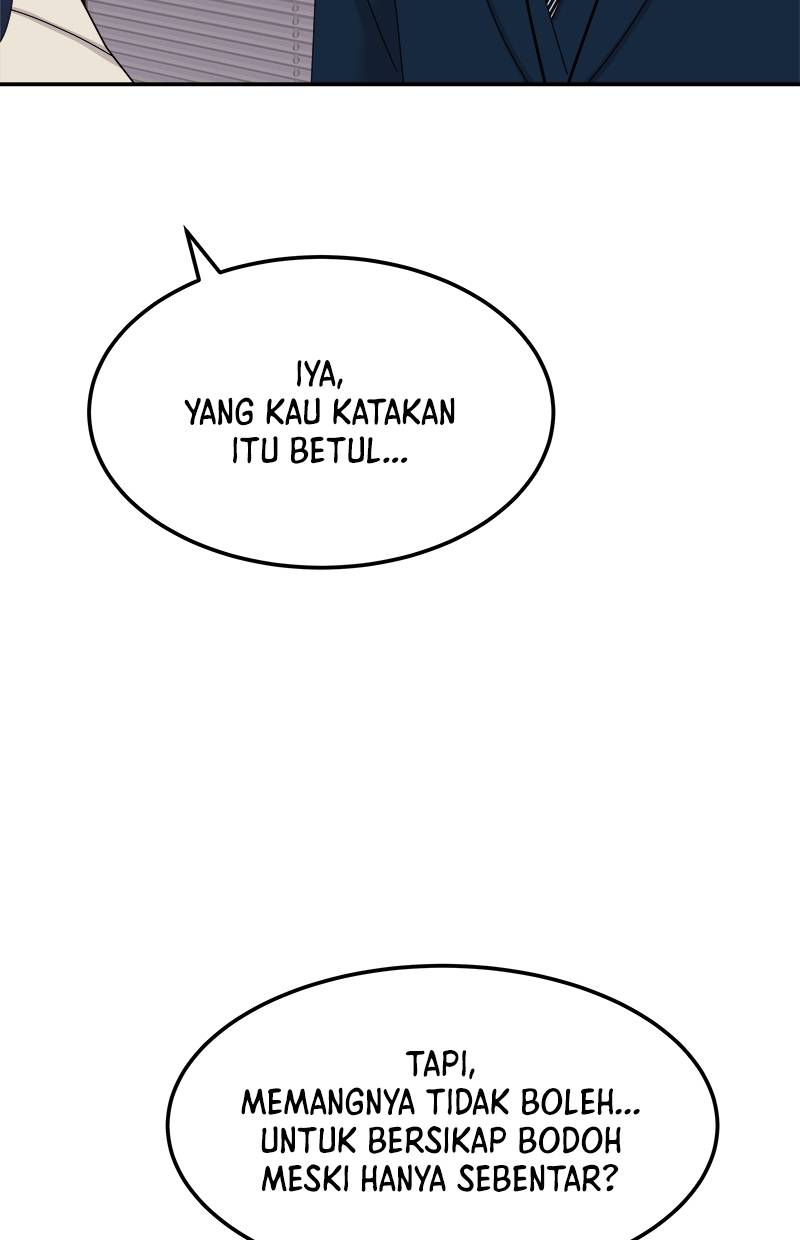 IYA,
YANG KAU KATAKAN
ITU BETUL...
TAPI,
MEMANGNYA TIDAK BOLEH...
UNTUK BERSIKAP BODOH
MESKI HANYA SEBENTAR?